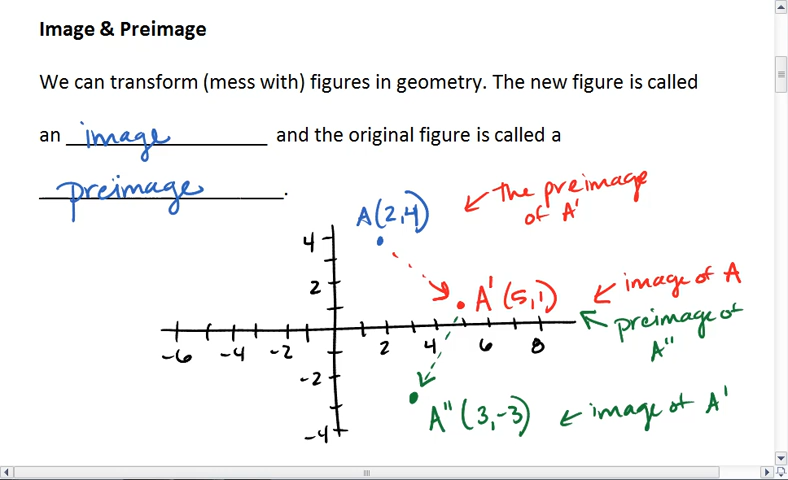 Image & Preimage
We can transform (mess with) figures in geometry. The new figure is called
an image and the original figure is called a
preimage.
A(2,4)
the preimage
of A'
4
2
A'(5,1)
image of A
preimage of
A"
-6 -4 -2 2 4 6 8
-2
A"(3,-3)
image of A'
-4